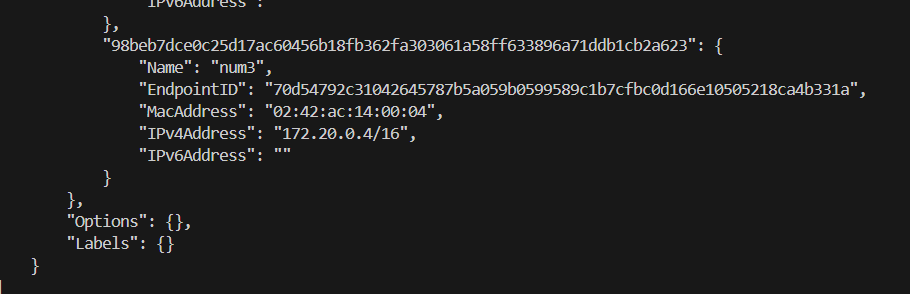 "IPv6Address": ""
},
"98beb7dce0c25d17ac60456b18fb362fa303061a58ff633896a71ddb1cb2a623": {
"Name": "num3",
"EndpointID": "70d54792c31042645787b5a059b0599589c1b7cfbc0d166e10505218ca4b331a",
"MacAddress": "02:42:ac:14:00:04",
"IPv4Address": "172.20.0.4/16",
"IPv6Address": ""
}
},
"Options": {},
"Labels": {}
}